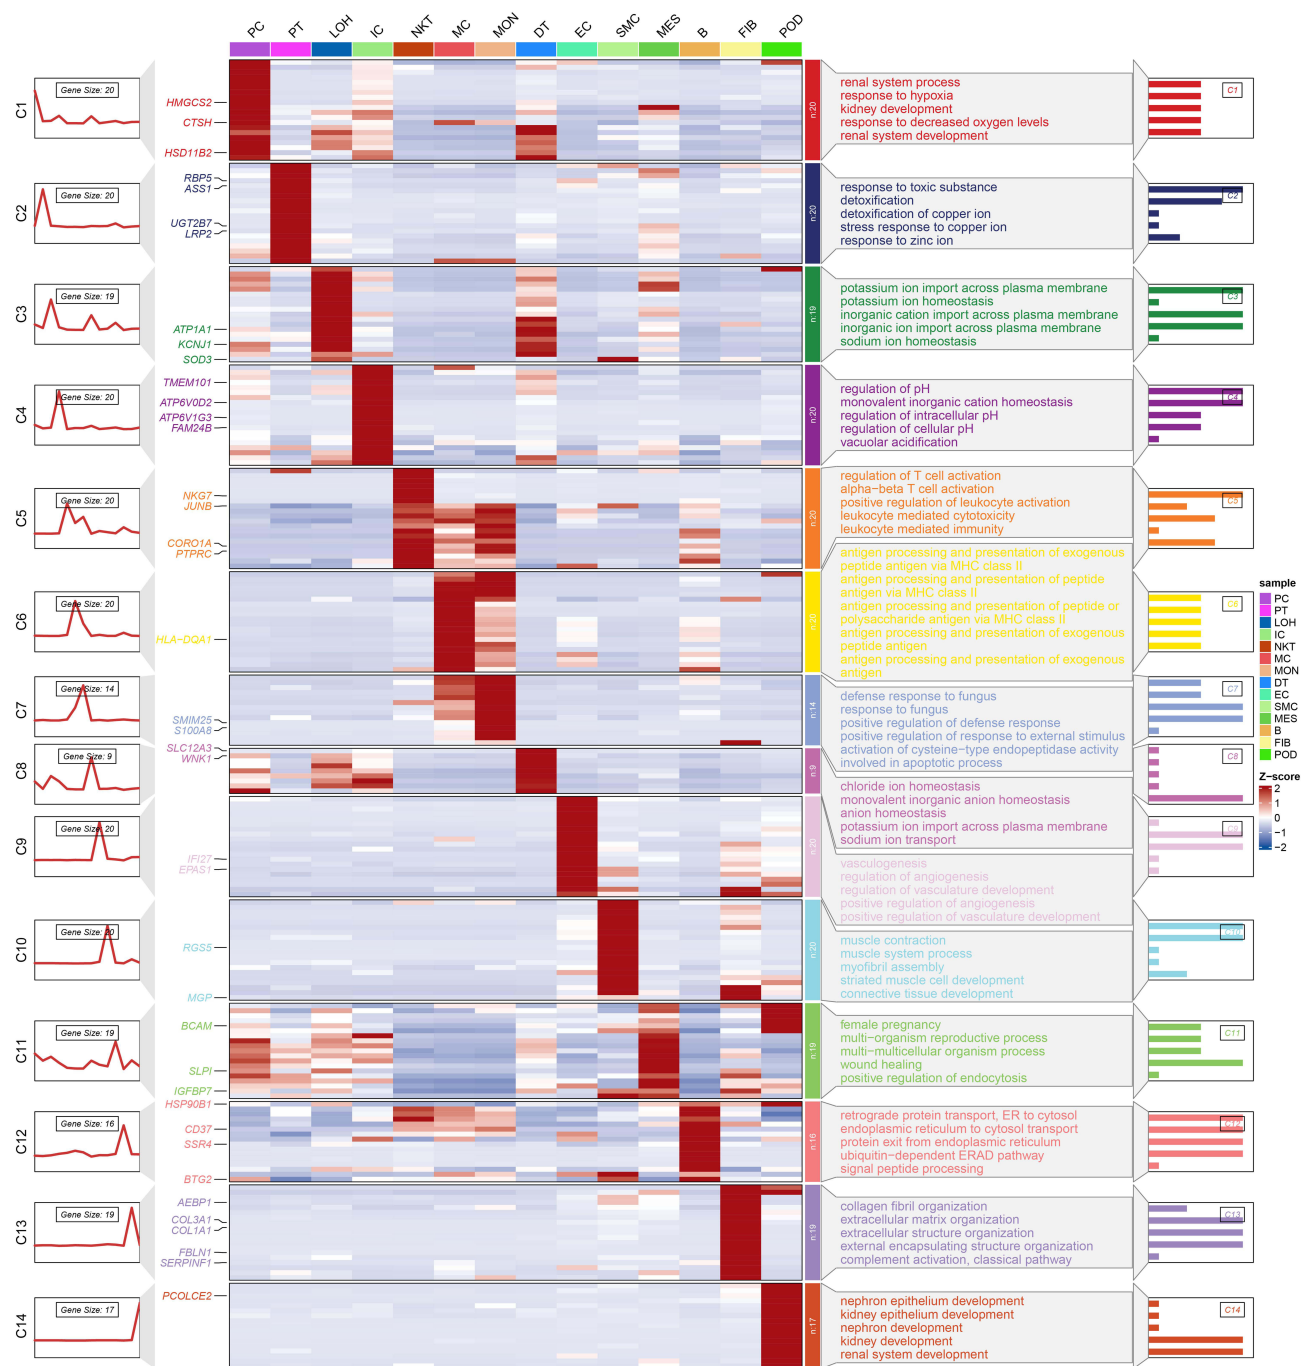 PC PT LOH IC NKT MC MON DT EC SMC MES B FIB POD
C1
Gene Size: 20
HMGCS2
CTSH
HSD11B2
n:20
renal system process
response to hypoxia
kidney development
response to decreased oxygen levels
renal system development
C1
C2
Gene Size: 20
RBP5
ASS1
UGT2B7
LRP2
n:20
response to toxic substance
detoxification
detoxification of copper ion
stress response to copper ion
response to zinc ion
C2
C3
Gene Size: 19
ATP1A1
KCNJ1
SOD3
n:19
potassium ion import across plasma membrane
potassium ion homeostasis
inorganic cation import across plasma membrane
inorganic ion import across plasma membrane
sodium ion homeostasis
C3
C4
Gene Size: 20
TMEM101
ATP6V0D2
ATP6V1G3
FAM24B
n:20
regulation of pH
monovalent inorganic cation homeostasis
regulation of intracellular pH
regulation of cellular pH
vacuolar acidification
C4
C5
Gene Size: 20
NKG7
JUNB
CORO1A
PTPRC
n:20
regulation of T cell activation
alpha−beta T cell activation
positive regulation of leukocyte activation
leukocyte mediated cytotoxicity
leukocyte mediated immunity
C5
C6
Gene Size: 20
HLA−DQA1
n:20
antigen processing and presentation of exogenous
peptide antigen via MHC class II
antigen processing and presentation of peptide
antigen via MHC class II
antigen processing and presentation of peptide or
polysaccharide antigen via MHC class II
antigen processing and presentation of exogenous
peptide antigen
antigen processing and presentation of exogenous
antigen
C6
C7
Gene Size: 14
SMIM25
S100A8
n:14
defense response to fungus
response to fungus
positive regulation of defense response
positive regulation of response to external stimulus
activation of cysteine−type endopeptidase activity
involved in apoptotic process
C7
C8
Gene Size: 9
SLC12A3
WNK1
n:9
chloride ion homeostasis
monovalent inorganic anion homeostasis
anion homeostasis
potassium ion import across plasma membrane
sodium ion transport
C8
C9
Gene Size: 20
IFI27
EPAS1
n:20
vasculogenesis
regulation of angiogenesis
regulation of vasculature development
positive regulation of angiogenesis
positive regulation of vasculature development
C9
C10
Gene Size: 20
RGS5
MGP
n:20
muscle contraction
muscle system process
myofibril assembly
striated muscle cell development
connective tissue development
C10
C11
Gene Size: 19
BCAM
SLPI
IGFBP7
n:19
female pregnancy
multi−organism reproductive process
multi−multicellular organism process
wound healing
positive regulation of endocytosis
C11
C12
Gene Size: 16
HSP90B1
CD37
SSR4
BTG2
n:16
retrograde protein transport, ER to cytosol
endoplasmic reticulum to cytosol transport
protein exit from endoplasmic reticulum
ubiquitin−dependent ERAD pathway
signal peptide processing
C12
C13
Gene Size: 19
AEBP1
COL3A1
COL1A1
FBLN1
SERPINF1
n:19
collagen fibril organization
extracellular matrix organization
extracellular structure organization
external encapsulating structure organization
complement activation, classical pathway
C13
C14
Gene Size: 17
PCOLCE2
n:17
nephron epithelium development
kidney epithelium development
nephron development
kidney development
renal system development
C14
sample
PC
PT
LOH
IC
NKT
MC
MON
DT
EC
SMC
MES
B
FIB
POD
Z−score
2
1
0
−1
−2